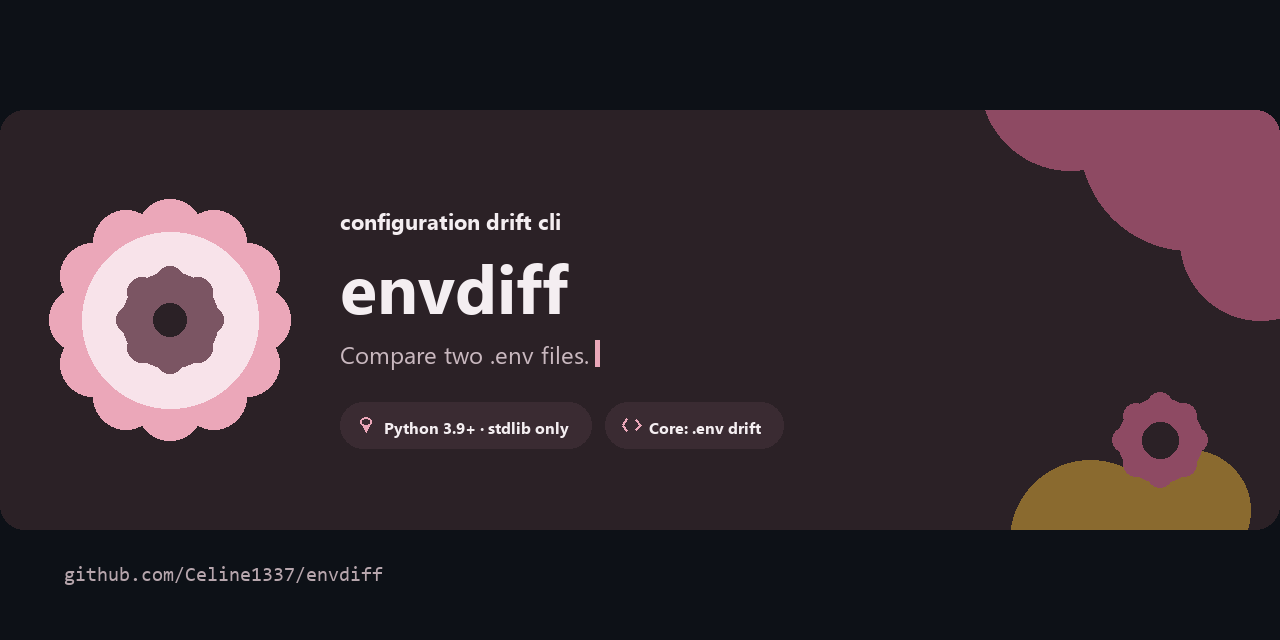 configuration drift cli
envdiff
Compare two .env files.
Python 3.9+ · stdlib only
Core: .env drift
github.com/Celine1337/envdiff